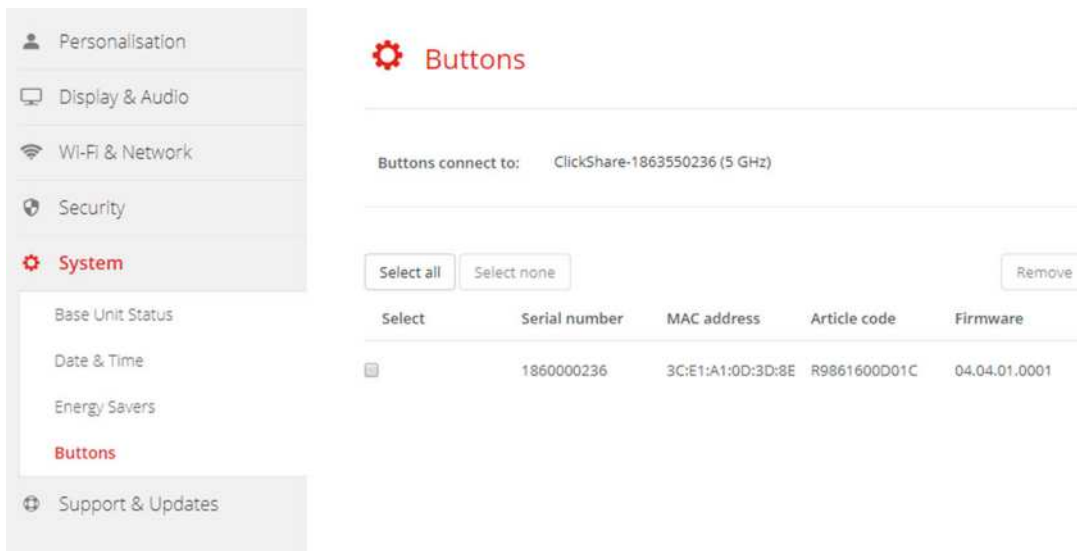 Personalisation
Display & Audio
Wi-Fi & Network
Security
System
Base Unit Status
Date & Time
Energy Savers
Buttons
Support & Updates
Buttons
Buttons connect to: ClickShare-1863550236 (5 GHz)
Select all Select none Remove
Select Serial number MAC address Article code Firmware
1860000236 3C:E1:A1:0D:3D:8E R9861600D01C 04.04.01.0001